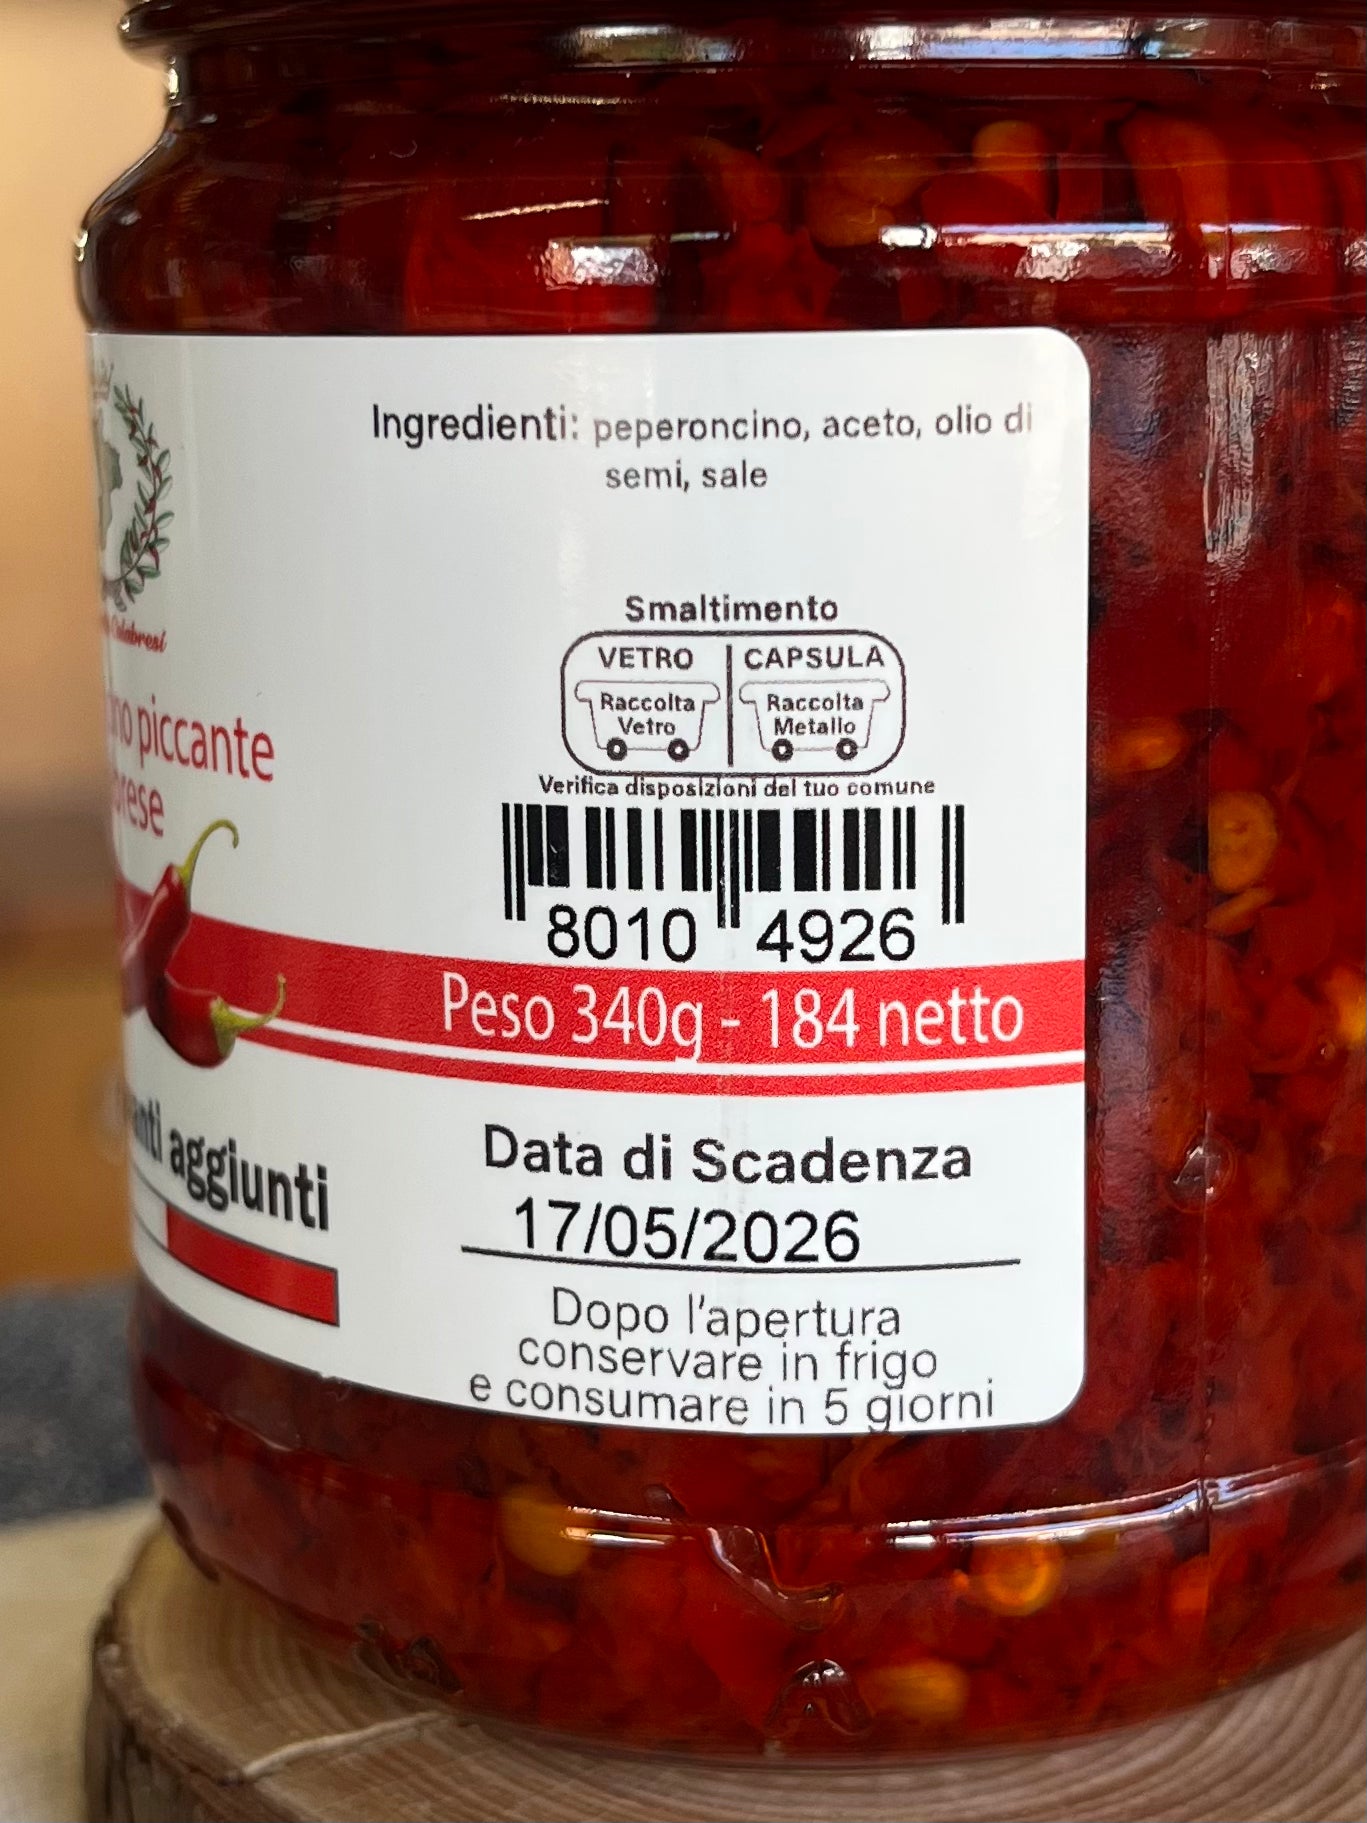 Ingredienti: peperoncino, aceto, olio di
semi, sale
Smaltimento
VETRO CAPSULA
Raccolta Vetro
Raccolta Metallo
Verifica disposizioni del tuo comune
8010 4926
piccante
Peso 340g - 184 netto
aggiunti
Data di Scadenza
17/05/2026
Dopo l'apertura
conservare in frigo
e consumare in 5 giorni